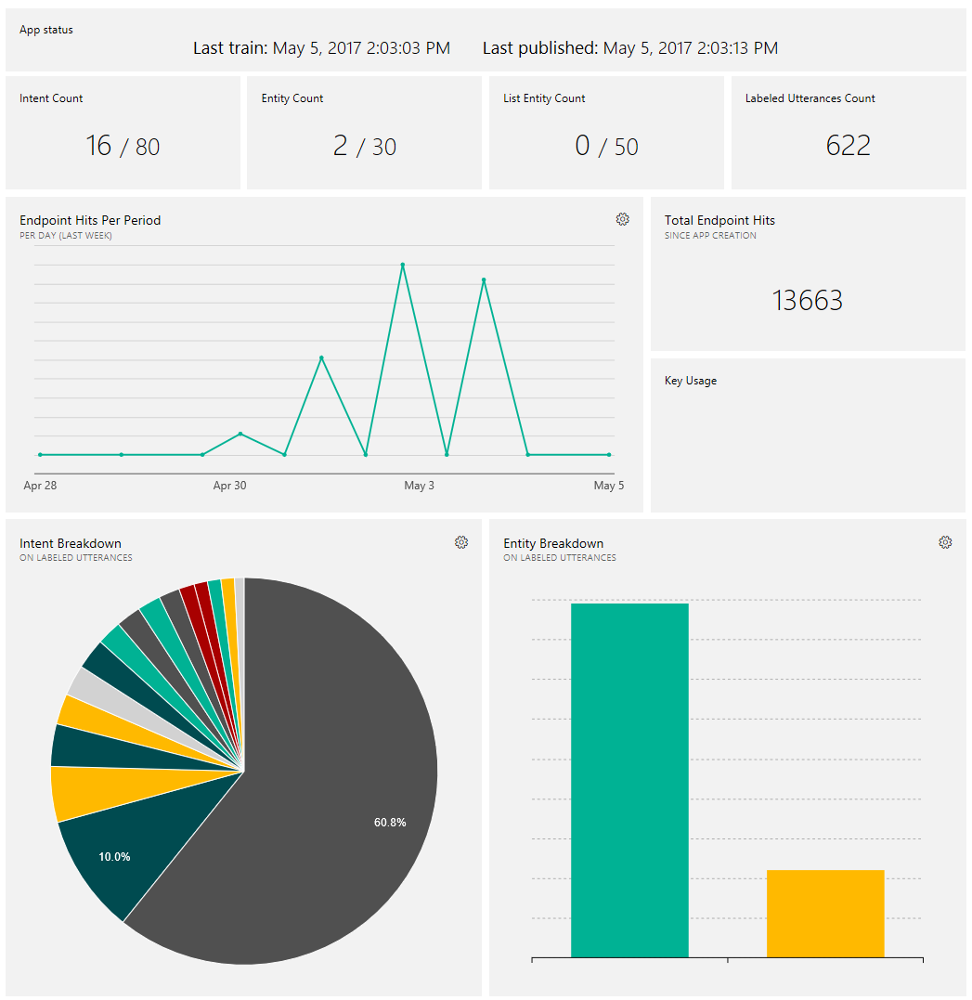 App status
Last train: May 5, 2017 2:03:03 PM Last published: May 5, 2017 2:03:13 PM
Intent Count
16 / 80
Entity Count
2 / 30
List Entity Count
0 / 50
Labeled Utterances Count
622
Endpoint Hits Per Period
PER DAY (LAST WEEK)
Apr 28 Apr 30 May 3 May 5
Total Endpoint Hits
SINCE APP CREATION
13663
Key Usage
Intent Breakdown
ON LABELED UTTERANCES
60.8%
10.0%
Entity Breakdown
ON LABELED UTTERANCES